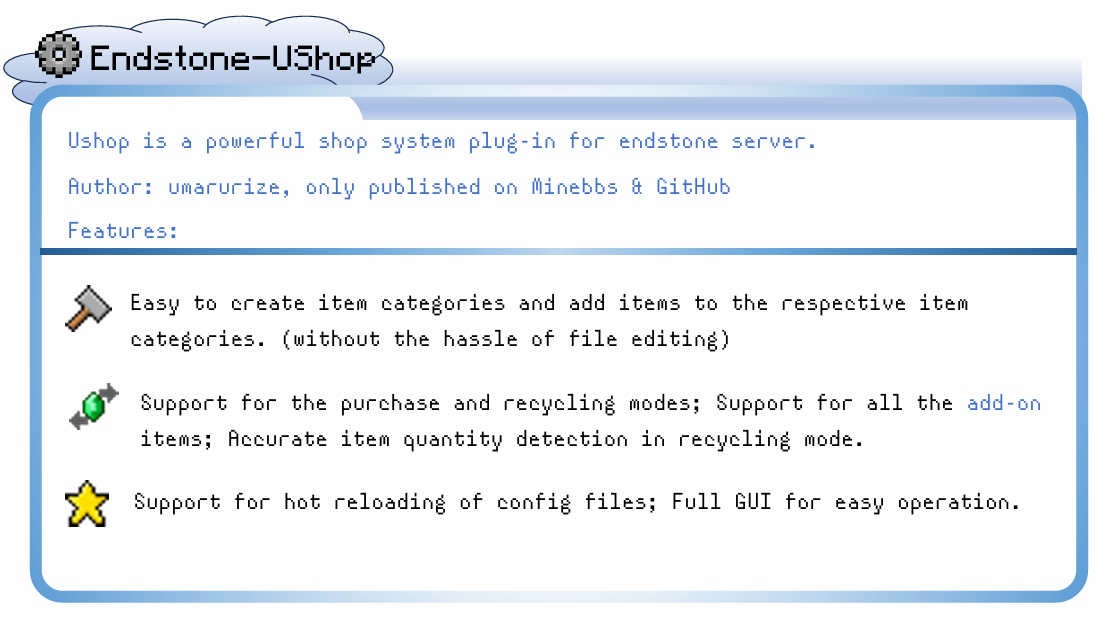 Endstone-UShop
Ushop is a powerful shop system plug-in for endstone server.
Author: umarurize, only published on Minebbs & GitHub
Features:
Easy to create item categories and add items to the respective item
categories. (without the hassle of file editing)
Support for the purchase and recycling modes; Support for all the add-on
items; Accurate item quantity detection in recycling mode.
Support for hot reloading of config files; Full GUI for easy operation.